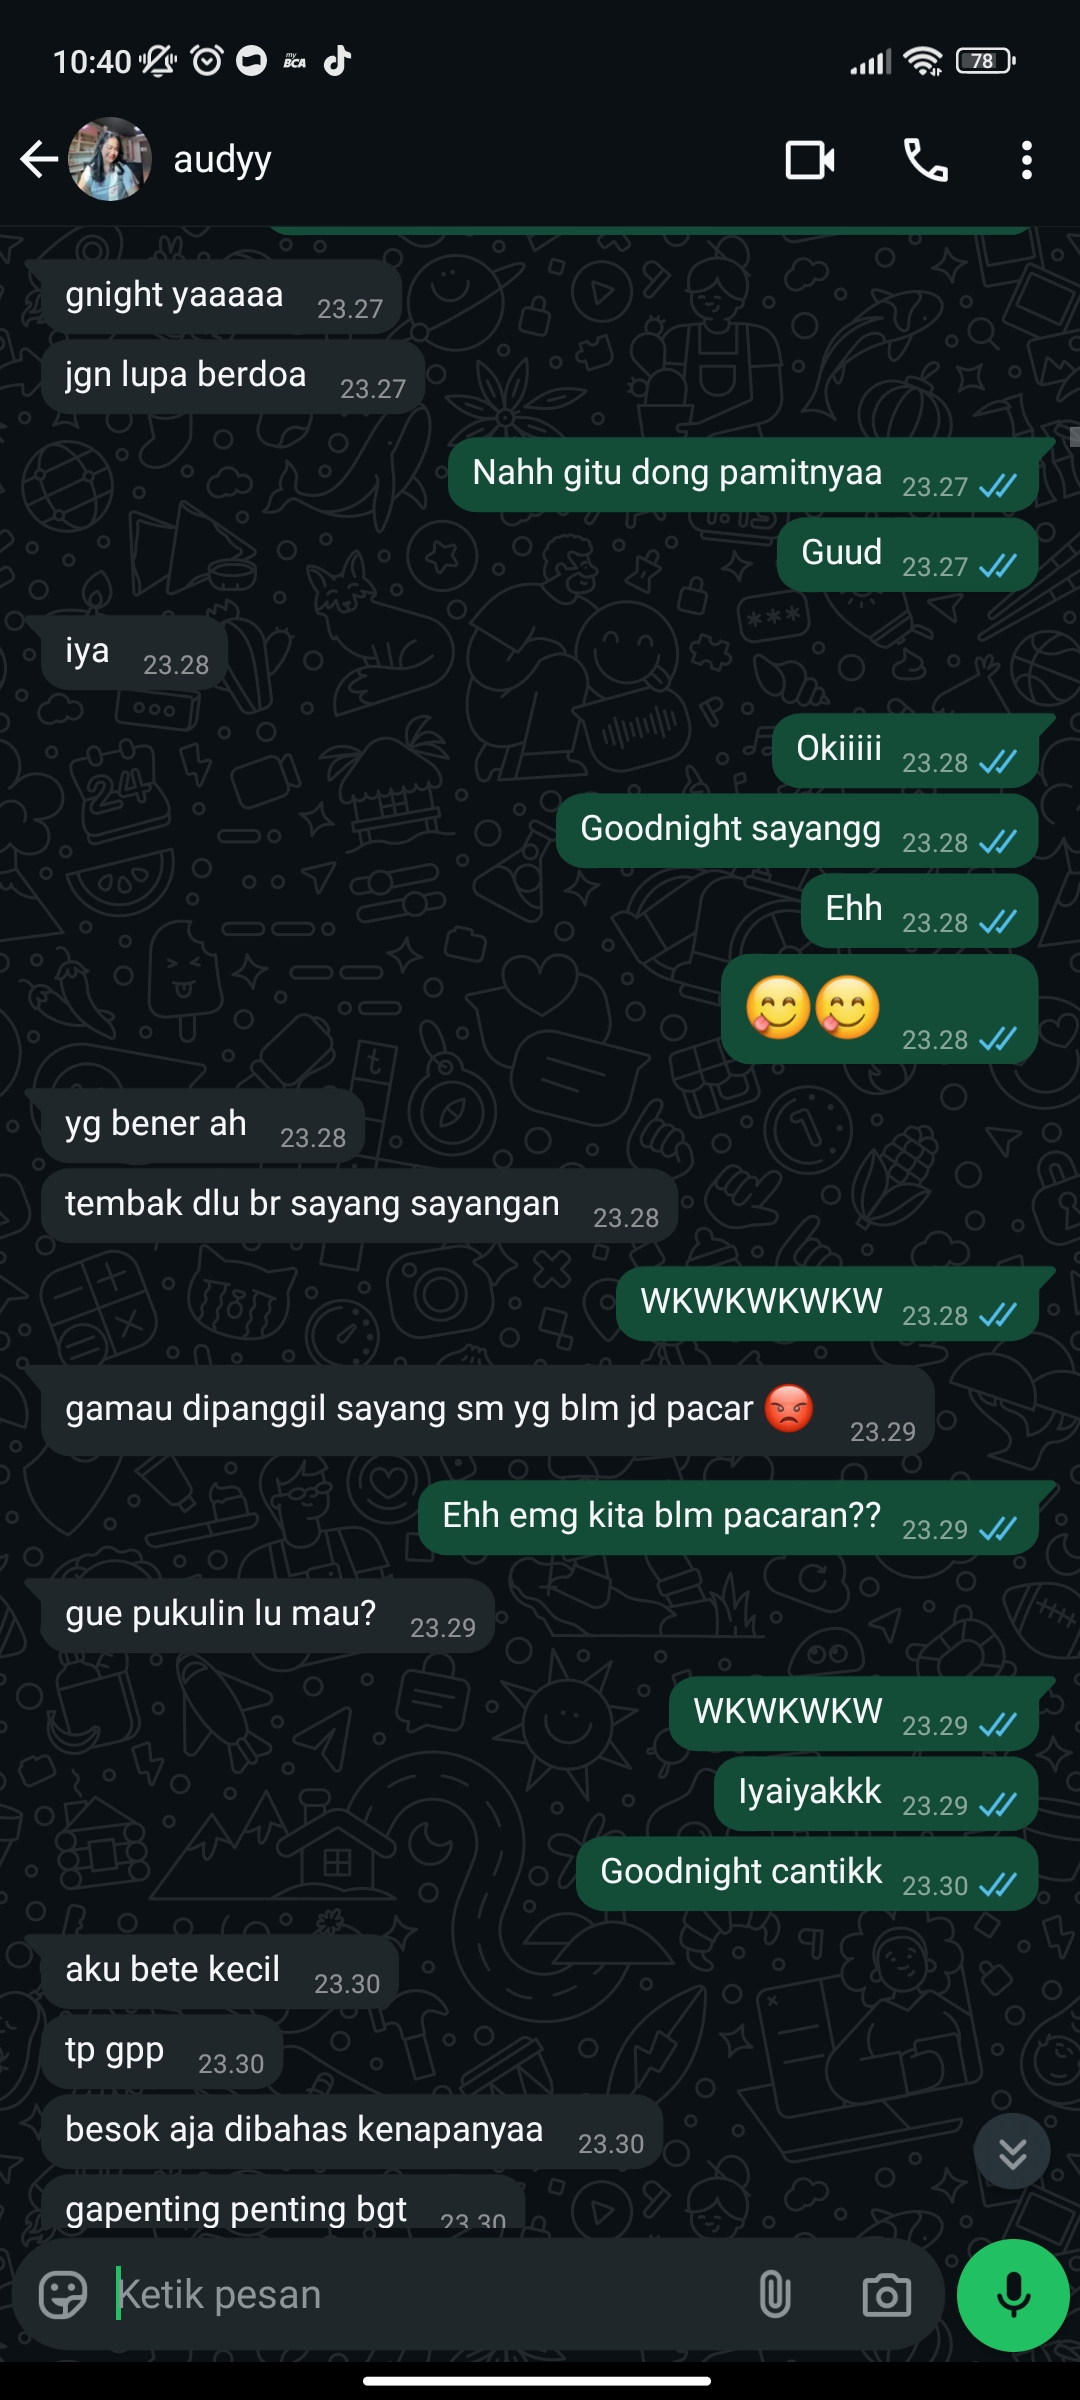 10:40
my
BCA
78
audyy
gnight yaaaaa 23.27
jgn lupa berdoa 23.27
Nahh gitu dong pamitnyaa 23.27
Guud 23.27
iya 23.28
Okiiiii 23.28
Goodnight sayangg 23.28
Ehh 23.28
😋😋 23.28
yg bener ah 23.28
tembak dlu br sayang sayangan 23.28
WKWKWKWKW 23.28
gamau dipanggil sayang sm yg blm jd pacar 😡 23.29
Ehh emg kita blm pacaran?? 23.29
gue pukulin lu mau? 23.29
WKWKWKW 23.29
Iyaiyakkk 23.29
Goodnight cantikk 23.30
aku bete kecil 23.30
tp gpp 23.30
besok aja dibahas kenapanyaa 23.30
gapenting penting bgt 23.30
Ketik pesan